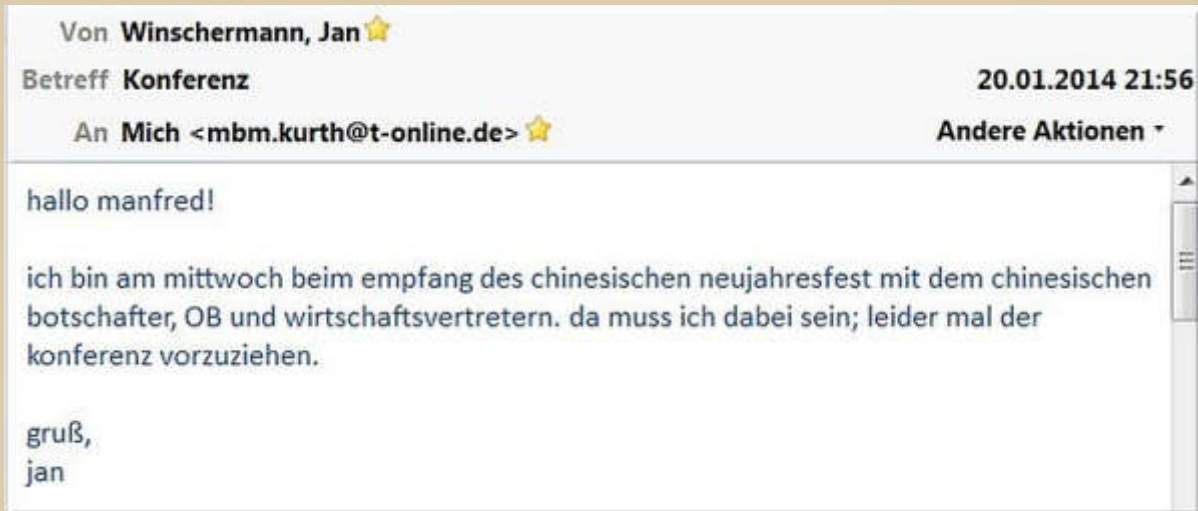 Von Winschermann, Jan
Betreff Konferenz 20.01.2014 21:56
An Mich <mbm.kurth@t-online.de> Andere Aktionen
hallo manfred!
ich bin am mittwoch beim empfang des chinesischen neujahresfest mit dem chinesischen
botschafter, OB und wirtschaftsvertretern. da muss ich dabei sein; leider mal der
konferenz vorzuziehen.
gruß,
jan